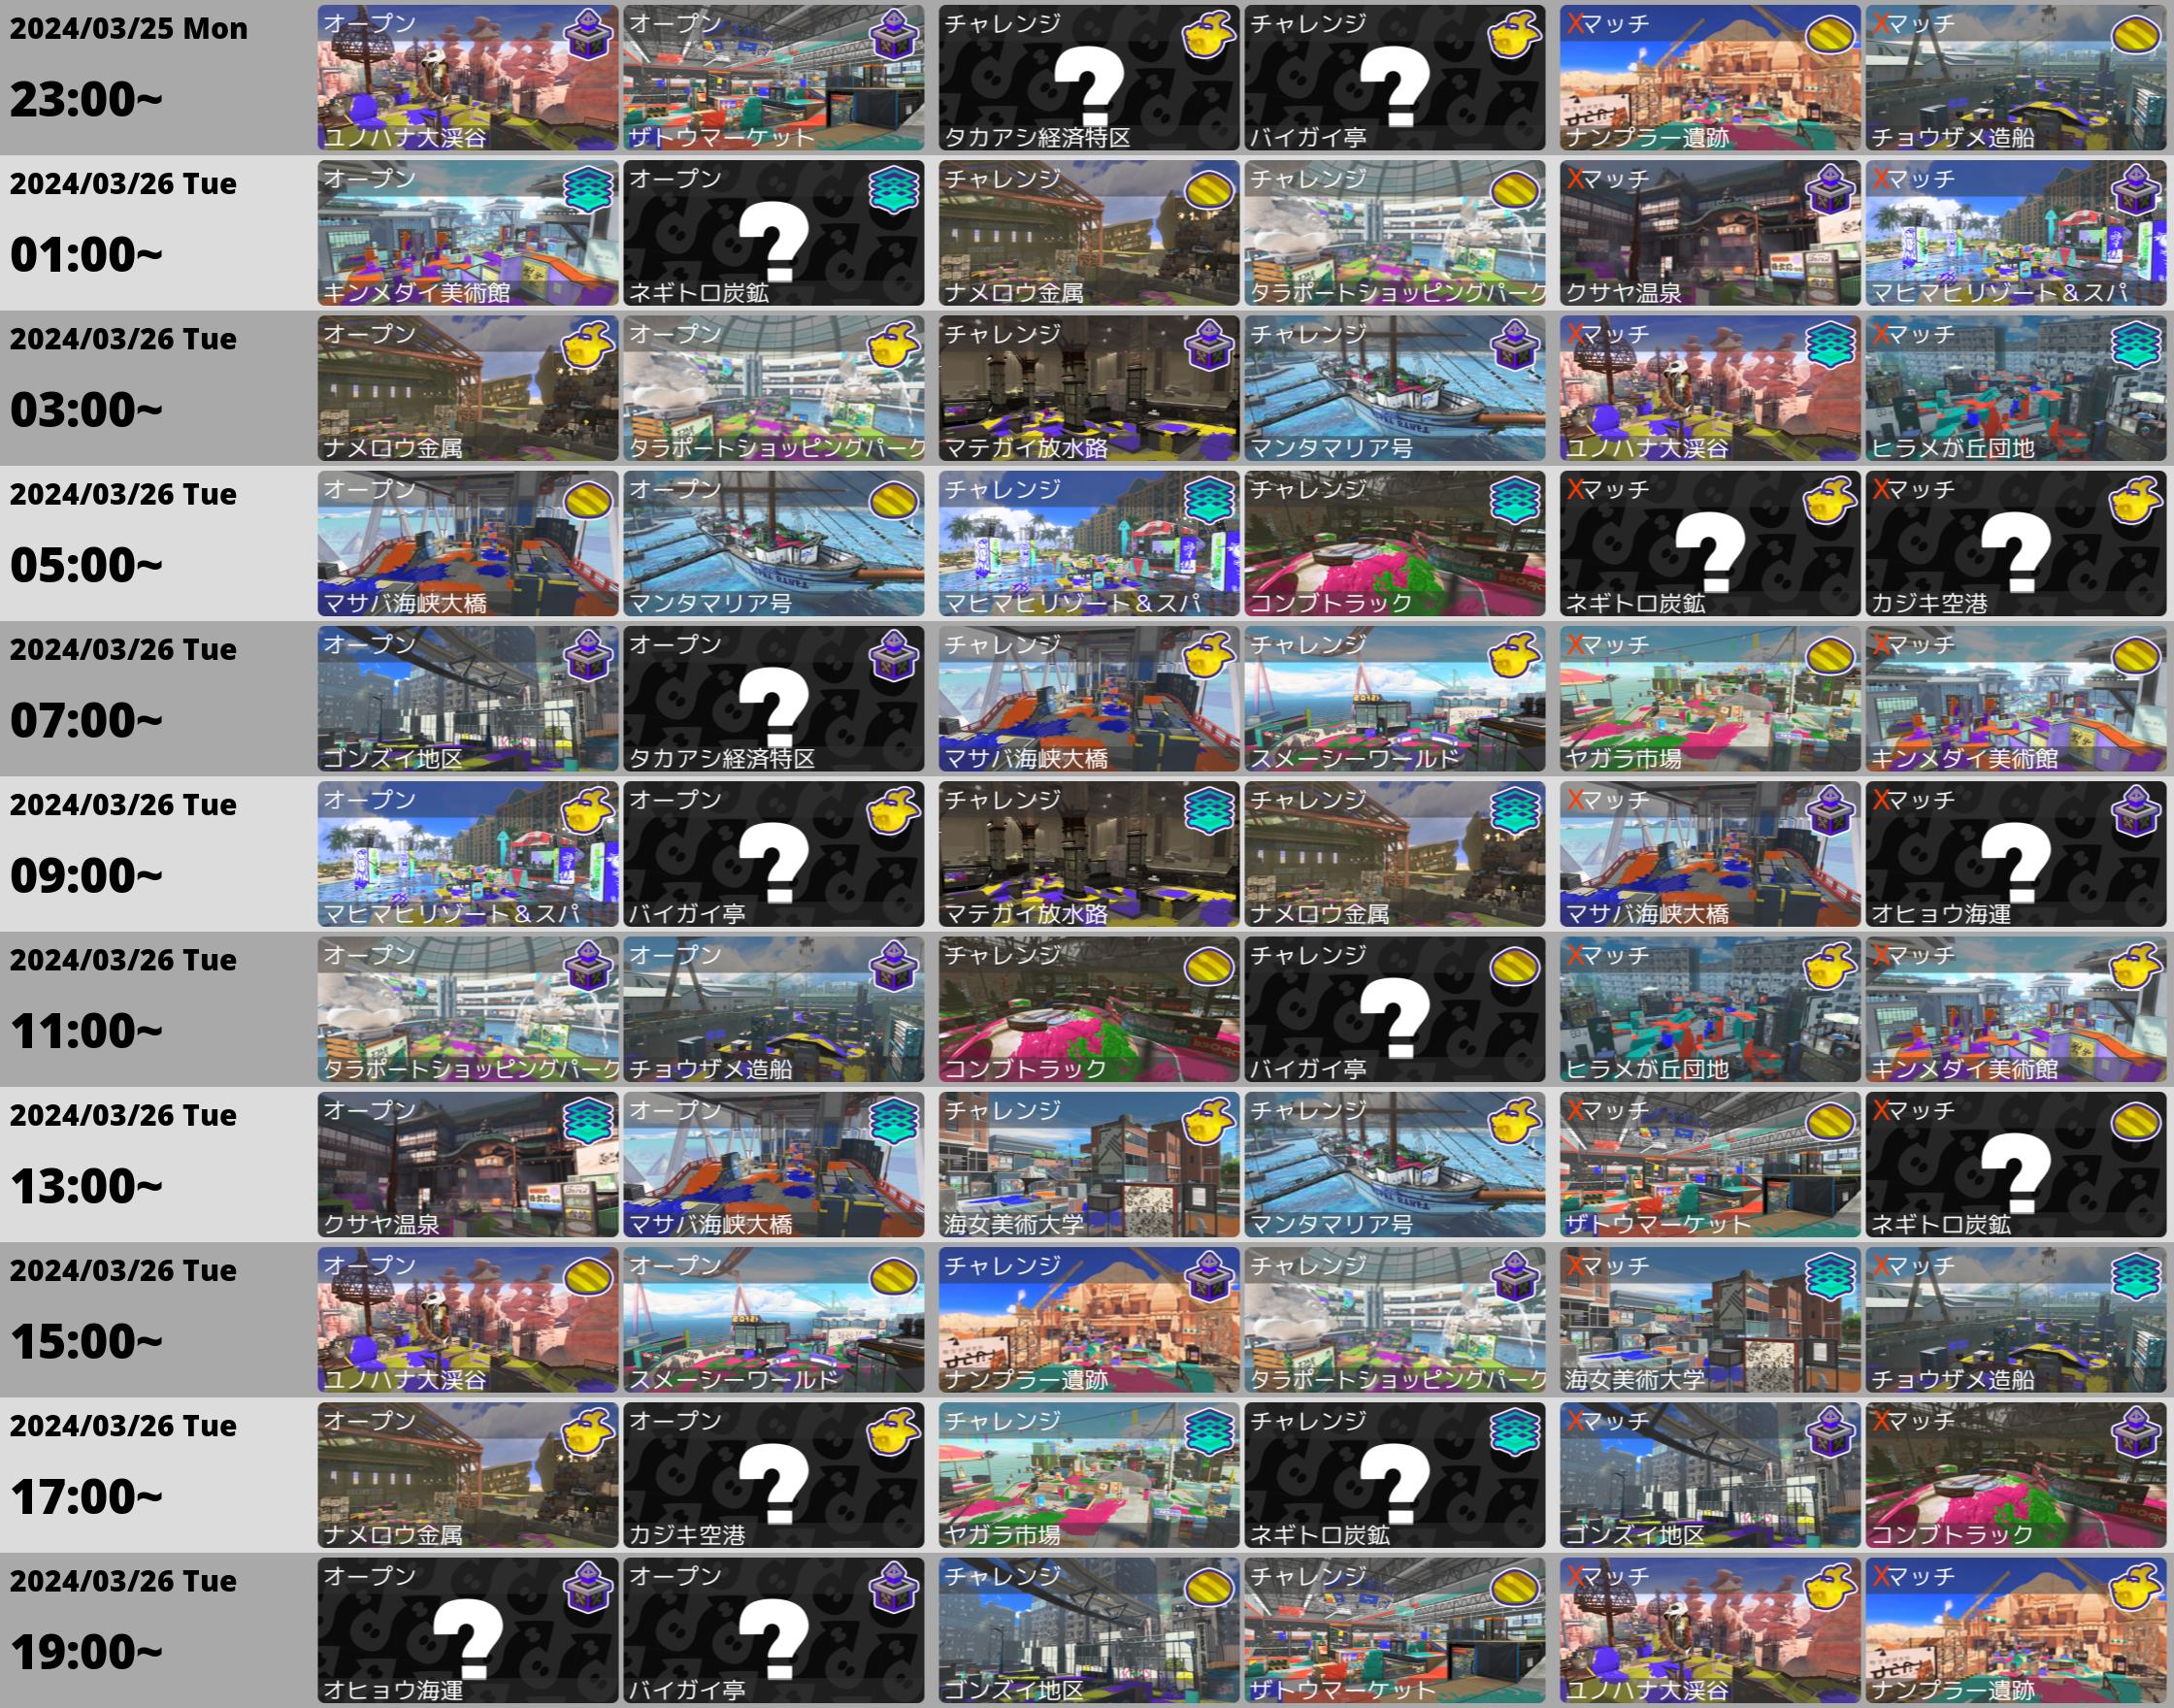 2024/03/25 Mon
23:00~
オープン
ユノハナ大渓谷
オープン
ザトウマーケット
チャレンジ
タカアシ経済特区
チャレンジ
バイガイ亭
Xマッチ
ナンプラー遺跡
Xマッチ
チョウザメ造船
2024/03/26 Tue
01:00~
オープン
キンメダイ美術館
オープン
ネギトロ炭鉱
チャレンジ
ナメロウ金属
チャレンジ
タラポートショッピングパーク
Xマッチ
クサヤ温泉
Xマッチ
マヒマヒリゾート&スパ
2024/03/26 Tue
03:00~
オープン
ナメロウ金属
オープン
タラポートショッピングパーク
チャレンジ
マテガイ放水路
チャレンジ
マンタマリア号
Xマッチ
ユノハナ大渓谷
Xマッチ
ヒラメが丘団地
2024/03/26 Tue
05:00~
オープン
マサバ海峡大橋
オープン
マンタマリア号
チャレンジ
マヒマヒリゾート&スパ
チャレンジ
コンブトラック
Xマッチ
ネギトロ炭鉱
Xマッチ
カジキ空港
2024/03/26 Tue
07:00~
オープン
ゴンズイ地区
オープン
タカアシ経済特区
チャレンジ
マサバ海峡大橋
チャレンジ
スメーシーワールド
Xマッチ
ヤガラ市場
Xマッチ
キンメダイ美術館
2024/03/26 Tue
09:00~
オープン
マヒマヒリゾート&スパ
オープン
バイガイ亭
チャレンジ
マテガイ放水路
チャレンジ
ナメロウ金属
Xマッチ
マサバ海峡大橋
Xマッチ
オヒョウ海運
2024/03/26 Tue
11:00~
オープン
タラポートショッピングパーク
オープン
チョウザメ造船
チャレンジ
コンブトラック
チャレンジ
バイガイ亭
Xマッチ
ヒラメが丘団地
Xマッチ
キンメダイ美術館
2024/03/26 Tue
13:00~
オープン
クサヤ温泉
オープン
マサバ海峡大橋
チャレンジ
海女美術大学
チャレンジ
マンタマリア号
Xマッチ
ザトウマーケット
Xマッチ
ネギトロ炭鉱
2024/03/26 Tue
15:00~
オープン
ユノハナ大渓谷
オープン
スメーシーワールド
チャレンジ
ナンプラー遺跡
チャレンジ
タラポートショッピングパーク
Xマッチ
海女美術大学
Xマッチ
チョウザメ造船
2024/03/26 Tue
17:00~
オープン
ナメロウ金属
オープン
カジキ空港
チャレンジ
ヤガラ市場
チャレンジ
ネギトロ炭鉱
Xマッチ
ゴンズイ地区
Xマッチ
コンブトラック
2024/03/26 Tue
19:00~
オープン
オヒョウ海運
オープン
バイガイ亭
チャレンジ
ゴンズイ地区
チャレンジ
ザトウマーケット
Xマッチ
ユノハナ大渓谷
Xマッチ
ナンプラー遺跡